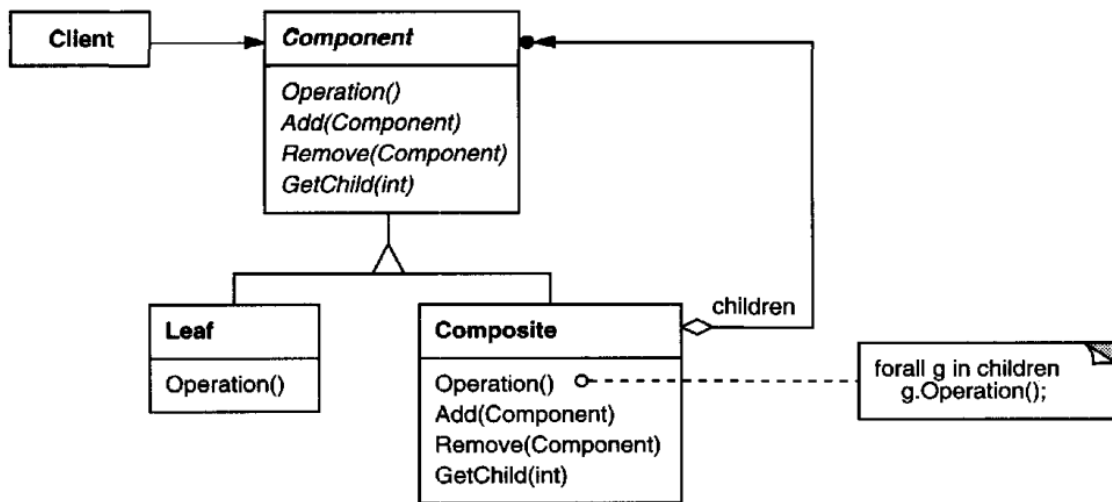 Client
Component
Operation()
Add(Component)
Remove(Component)
GetChild(int)
Leaf
Operation()
Composite
Operation()
Add(Component)
Remove(Component)
GetChild(int)
children
forall g in children
g.Operation();